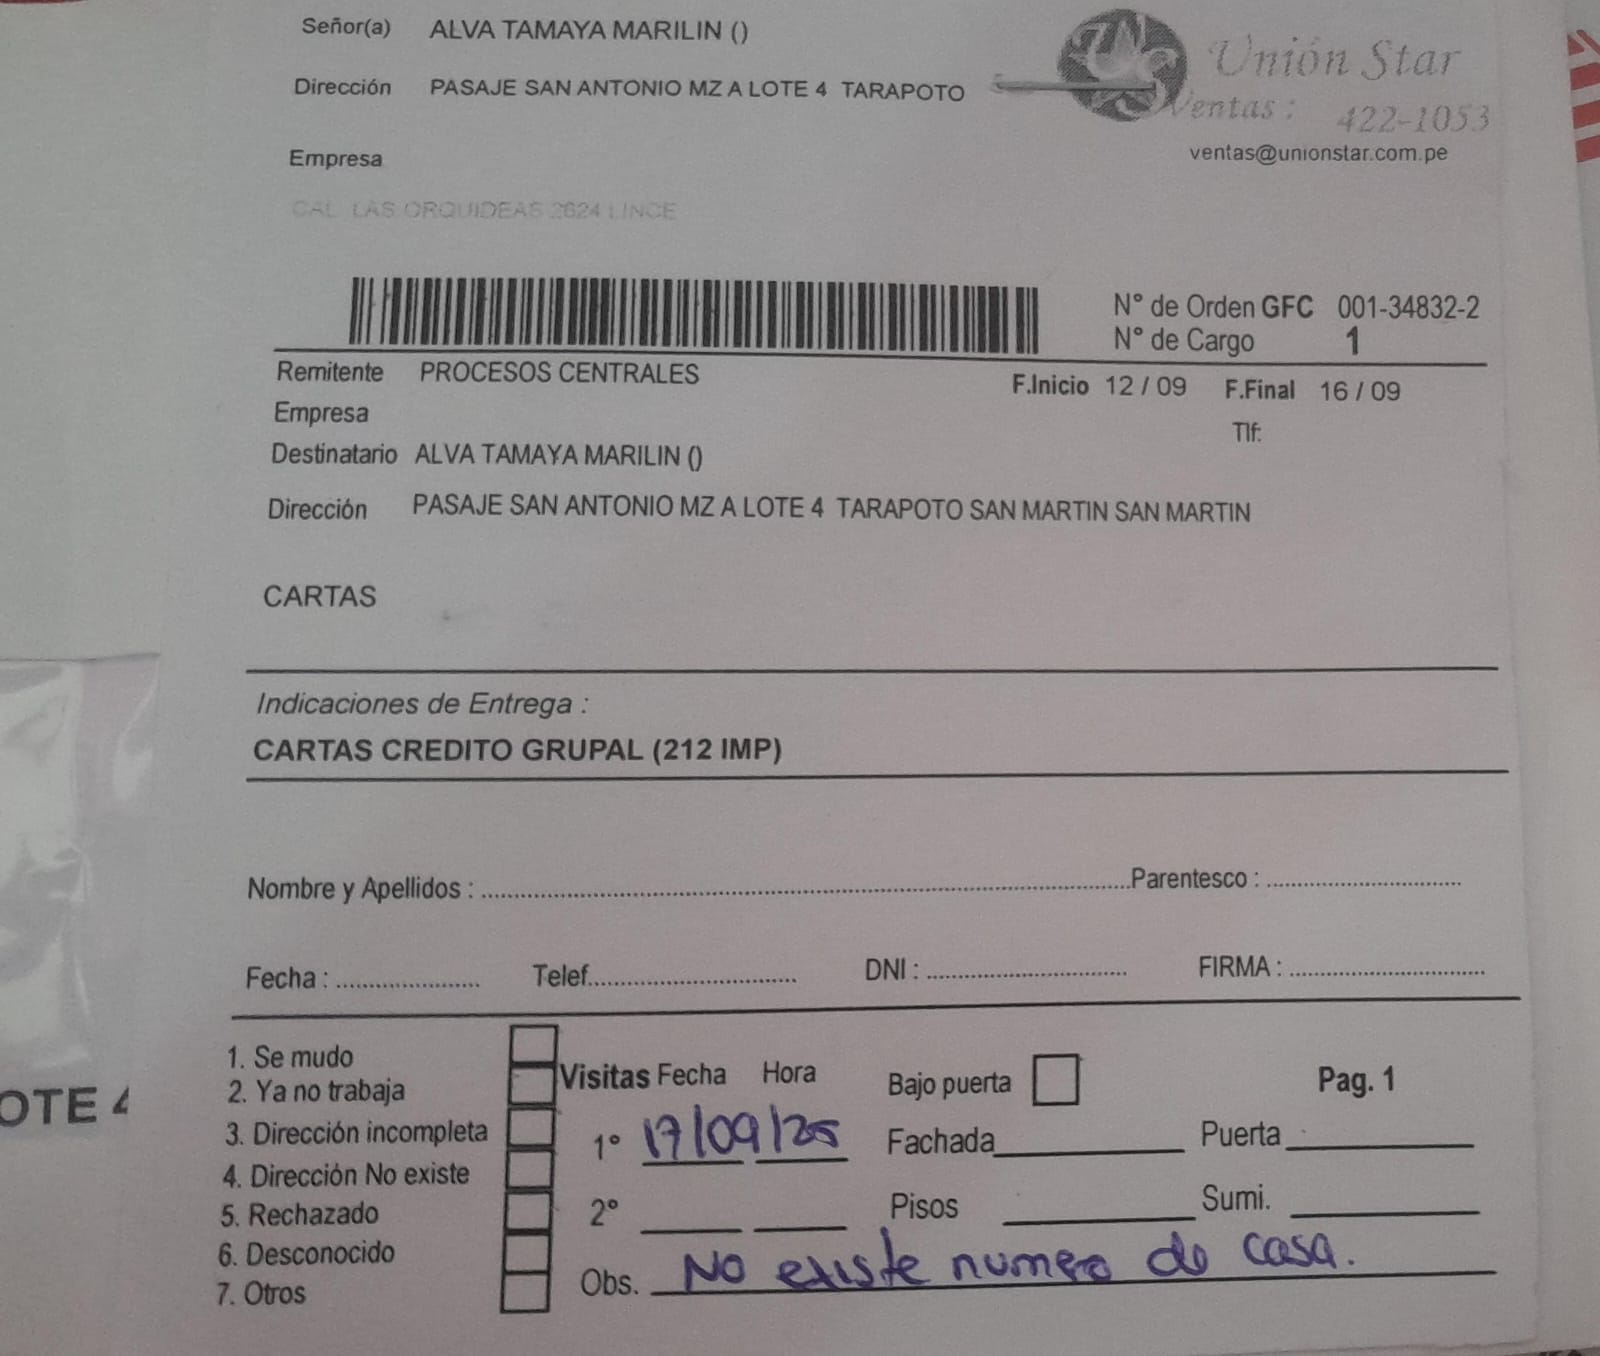 Señor(a) ALVA TAMAYA MARILIN ()
Unión Star
Dirección PASAJE SAN ANTONIO MZ A LOTE 4 TARAPOTO
Ventas : 422-1053
Empresa
ventas@unionstar.com.pe
CAL LAS ORQUIDEAS 2624 LINCE
N° de Orden GFC 001-34832-2
N° de Cargo 1
Remitente PROCESOS CENTRALES
F.Inicio 12 / 09 F.Final 16 / 09
Empresa
Tlf:
Destinatario ALVA TAMAYA MARILIN ()
Dirección PASAJE SAN ANTONIO MZ A LOTE 4 TARAPOTO SAN MARTIN SAN MARTIN
CARTAS
Indicaciones de Entrega :
CARTAS CREDITO GRUPAL (212 IMP)
Nombre y Apellidos : Parentesco :
Fecha : Telef. DNI : FIRMA :
1. Se mudo
2. Ya no trabaja
3. Dirección incompleta
4. Dirección No existe
5. Rechazado
6. Desconocido
7. Otros
Visitas Fecha Hora
1° 17/09/25
2°
Bajo puerta
Pag. 1
Fachada Puerta
Pisos Sumi.
Obs. No existe numero de casa.
OTE 4